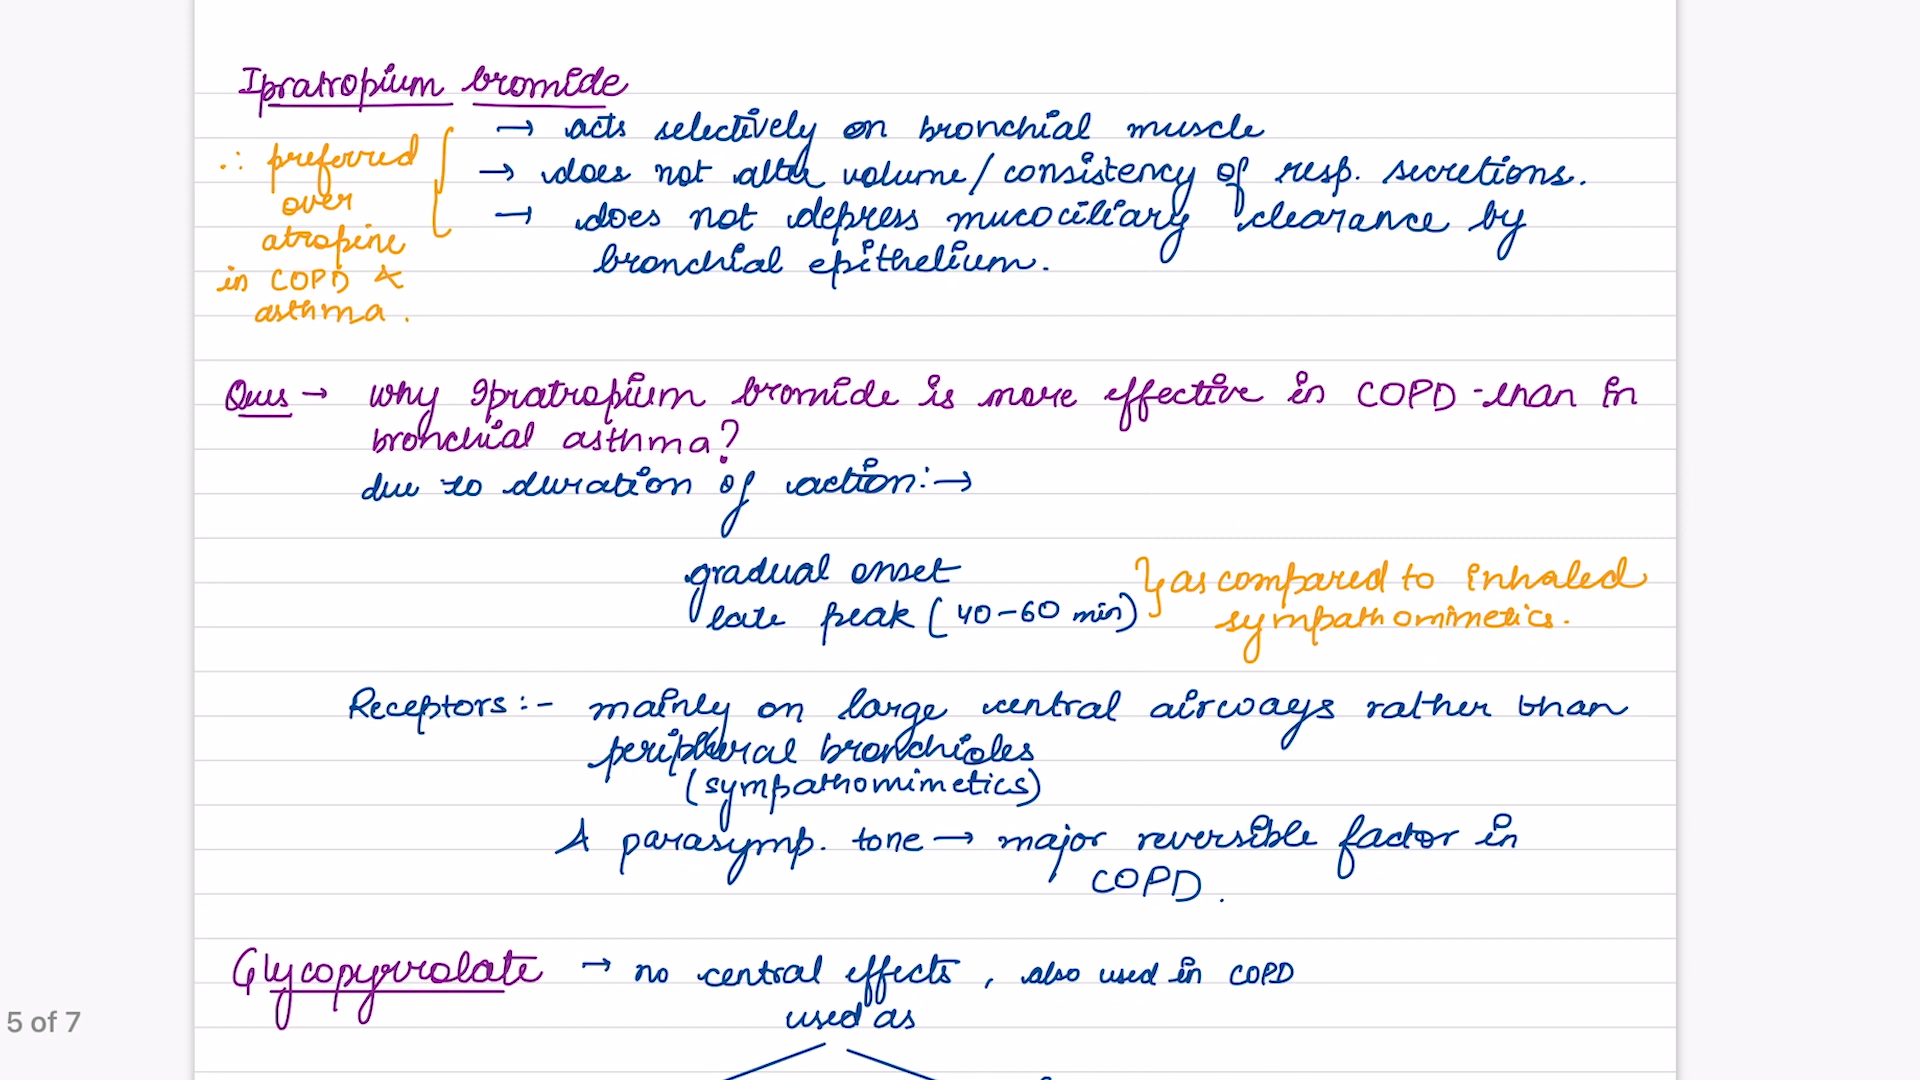 Ipratropium bromide
→ acts selectively on bronchial muscle
→ does not alter volume/consistency of resp. secretions.
→ does not depress mucociliary clearance by
bronchial epithelium.
∴ preferred
over
atropine
in COPD &
asthma.
Ques → why Ipratropium bromide is more effective in COPD than in
bronchial asthma?
due to duration of action:→
gradual onset
late peak (40-60 min)
} as compared to inhaled
sympathomimetics.
Receptors:- mainly on large central airways rather than
peripheral bronchioles
(sympathomimetics)
& parasymp. tone → major reversible factor in
COPD.
Glycopyrrolate → no central effects, also used in COPD
used as
5 of 7